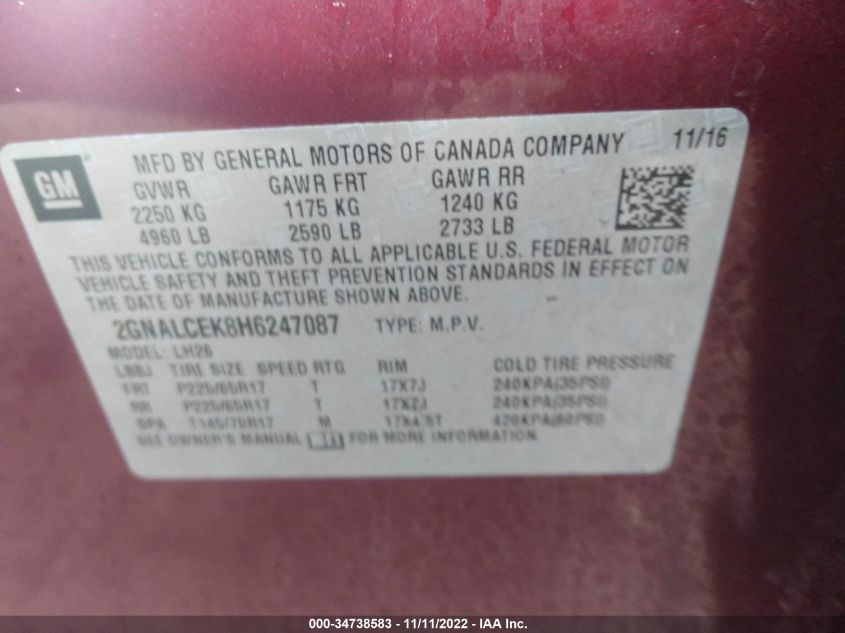 GM
MFD BY GENERAL MOTORS OF CANADA COMPANY 11/16
GVWR GAWR FRT GAWR RR
2250 KG 1175 KG 1240 KG
4960 LB 2590 LB 2733 LB
THIS VEHICLE CONFORMS TO ALL APPLICABLE U.S. FEDERAL MOTOR
VEHICLE SAFETY AND THEFT PREVENTION STANDARDS IN EFFECT ON
THE DATE OF MANUFACTURE SHOWN ABOVE.
2GNALCEK8H6247087 TYPE: M.P.V.
MODEL: LH26
LBBJ TIRE SIZE SPEED RTG RIM COLD TIRE PRESSURE
FRT P225/65R17 T 17X7J 240KPA(35PSI)
RR P225/65R17 T 17X7J 240KPA(35PSI)
SPA T145/70R17 M 17X4 ST 420KPA(60PSI)
SEE OWNER'S MANUAL FOR MORE INFORMATION.
000-34738583 - 11/11/2022 - IAA Inc.